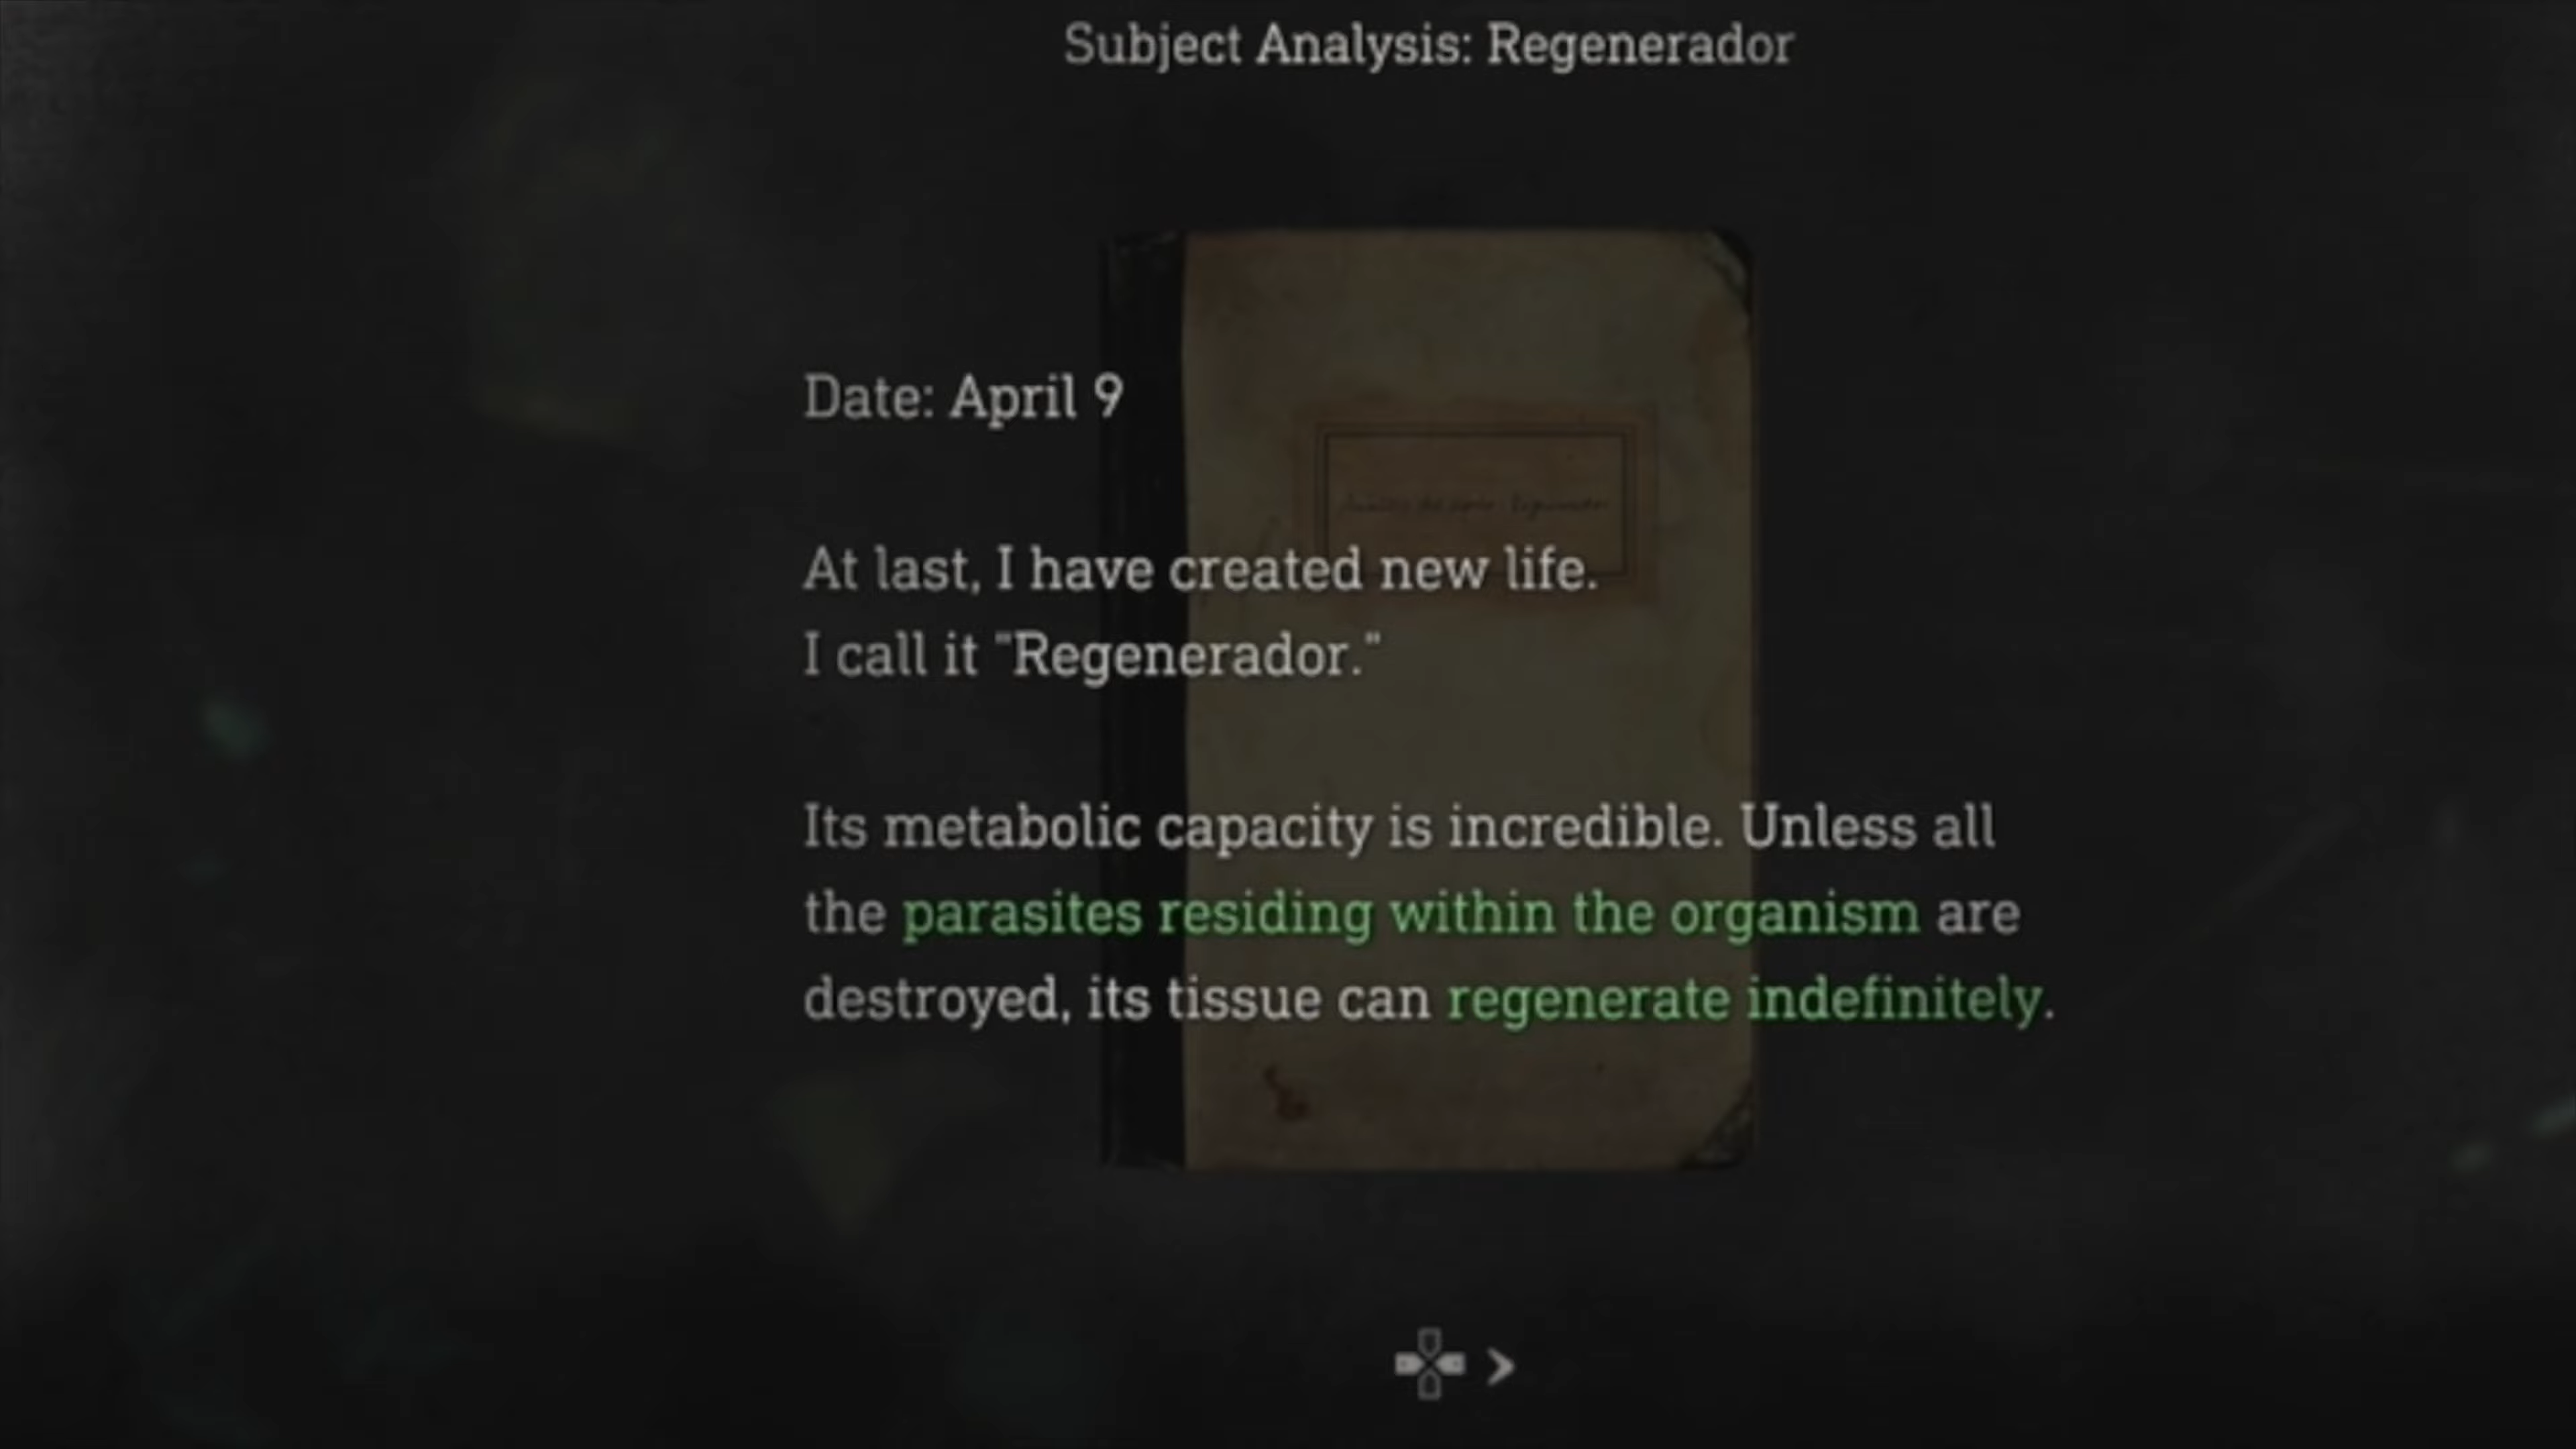 Subject Analysis: Regenerador
Date: April 9
At last, I have created new life.
I call it "Regenerador."
Its metabolic capacity is incredible. Unless all
the parasites residing within the organism are
destroyed, its tissue can regenerate indefinitely.